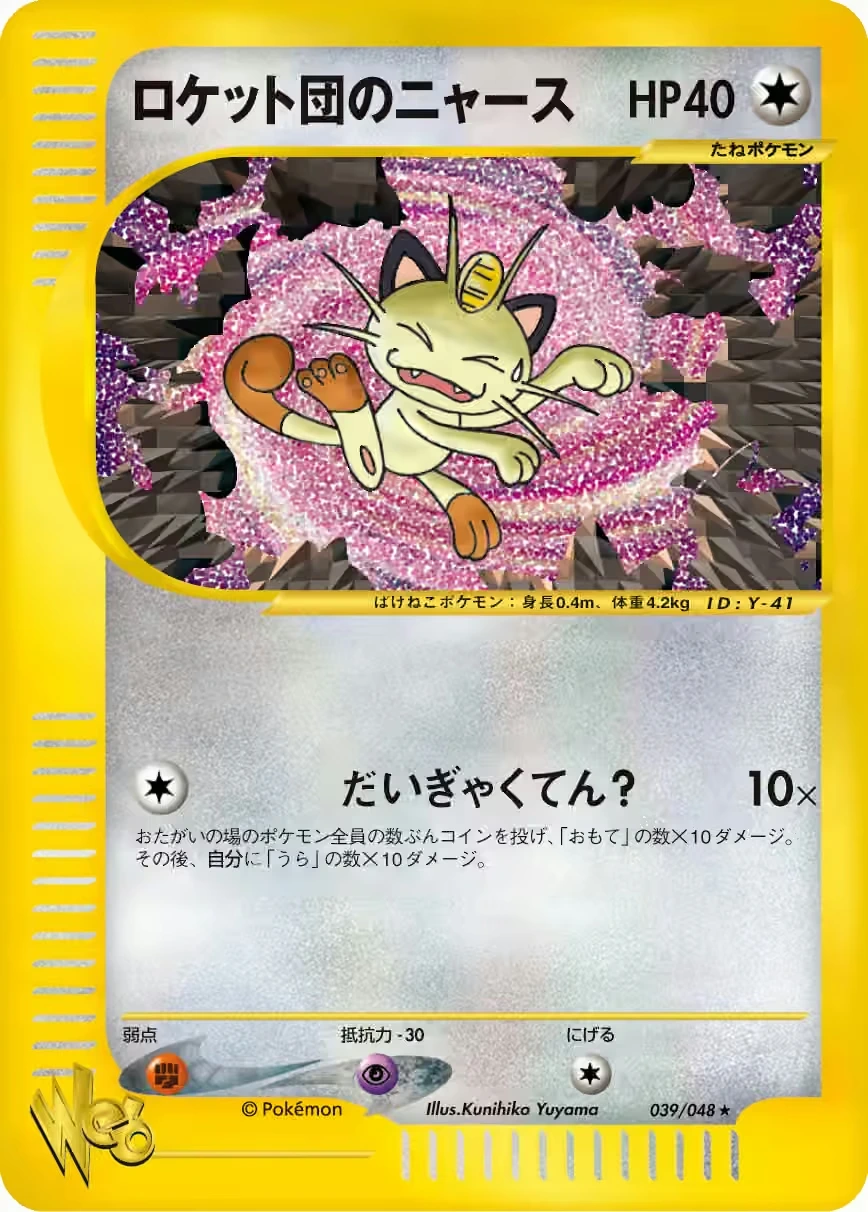 ロケット団のニャース HP40
たねポケモン
ばけねこポケモン：身長0.4m、体重4.2kg ID:Y-41
だいぎゃくてん? 10×
おたがいの場のポケモン全員の数ぶんコインを投げ、「おもて」の数×10ダメージ。
その後、自分に「うら」の数×10ダメージ。
弱点 抵抗力-30 にげる
©Pokémon Illus.Kunihiko Yuyama 039/048★
Web